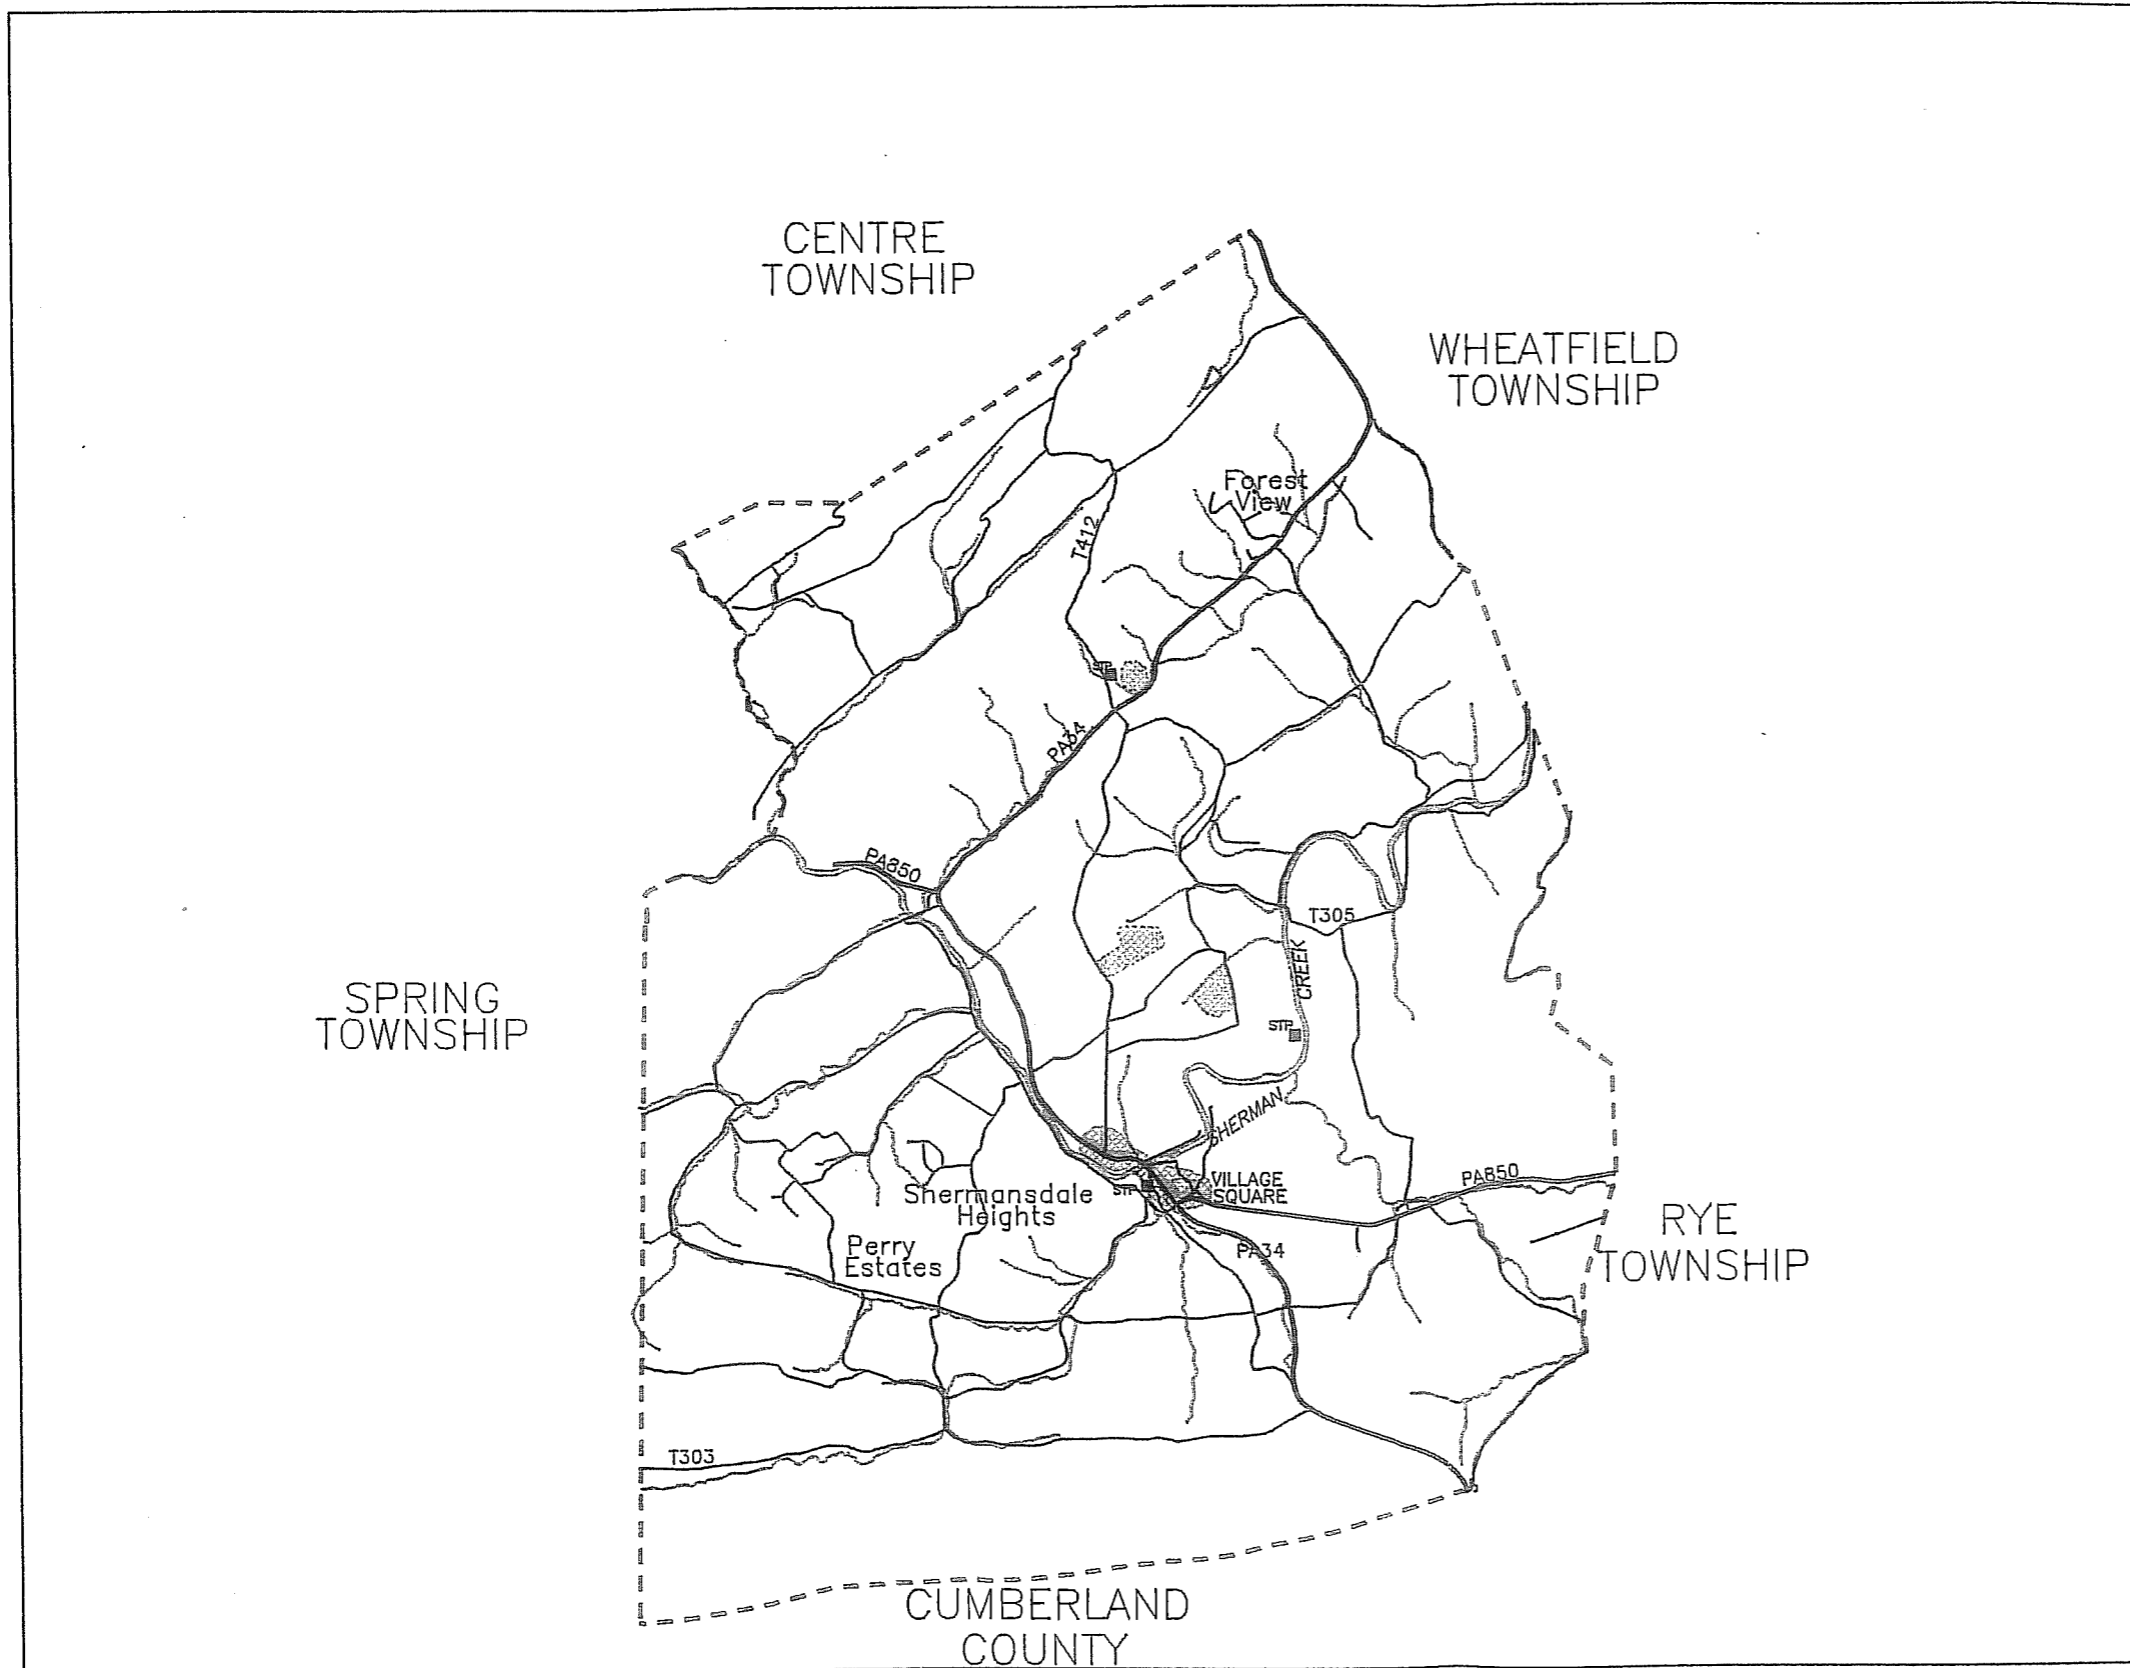 CENTRE
TOWNSHIP
WHEATFIELD
TOWNSHIP
Forest
View
T412
STP
PA34
PA850
T305
CREEK
SPRING
TOWNSHIP
STP
SHERMAN
PA850
VILLAGE
SQUARE
STP
Shermansdale
Heights
RYE
TOWNSHIP
PA34
Perry
Estates
T303
CUMBERLAND
COUNTY